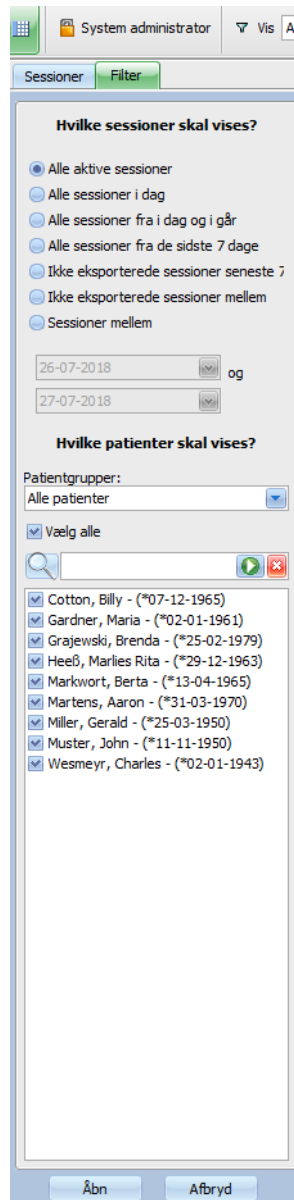 System administrator
Vis A
Sessioner Filter
Hvilke sessioner skal vises?
Alle aktive sessioner
Alle sessioner i dag
Alle sessioner fra i dag og i går
Alle sessioner fra de sidste 7 dage
Ikke eksporterede sessioner seneste 7
Ikke eksporterede sessioner mellem
Sessioner mellem
26-07-2018 og
27-07-2018
Hvilke patienter skal vises?
Patientgrupper:
Alle patienter
Vælg alle
Cotton, Billy - (*07-12-1965)
Gardner, Maria - (*02-01-1961)
Grajewski, Brenda - (*25-02-1979)
Heeß, Marlies Rita - (*29-12-1963)
Markwort, Berta - (*13-04-1965)
Martens, Aaron - (*31-03-1970)
Miller, Gerald - (*25-03-1950)
Muster, John - (*11-11-1950)
Wesmeyr, Charles - (*02-01-1943)
Åbn Afbryd